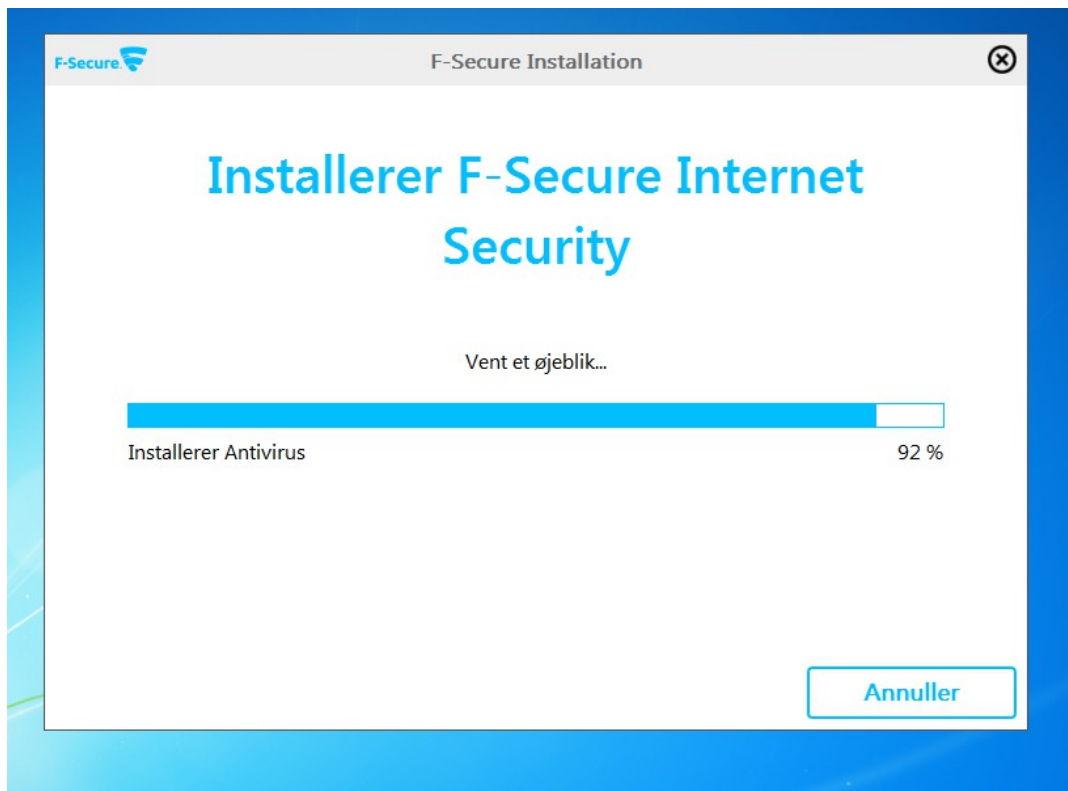 F-Secure.
F-Secure Installation
Installerer F-Secure Internet
Security
Vent et øjeblik...
Installerer Antivirus
92 %
Annuller